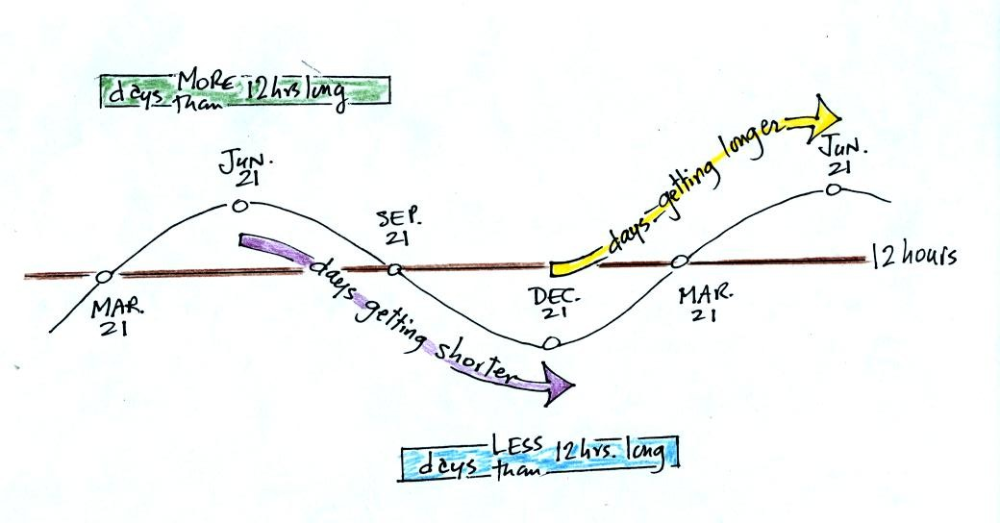 days MORE than 12 hrs long
JUN.
21
SEP.
21
days getting longer
JUN.
21
12 hours
MAR.
21
days getting shorter
DEC.
21
MAR.
21
days LESS than 12 hrs. long